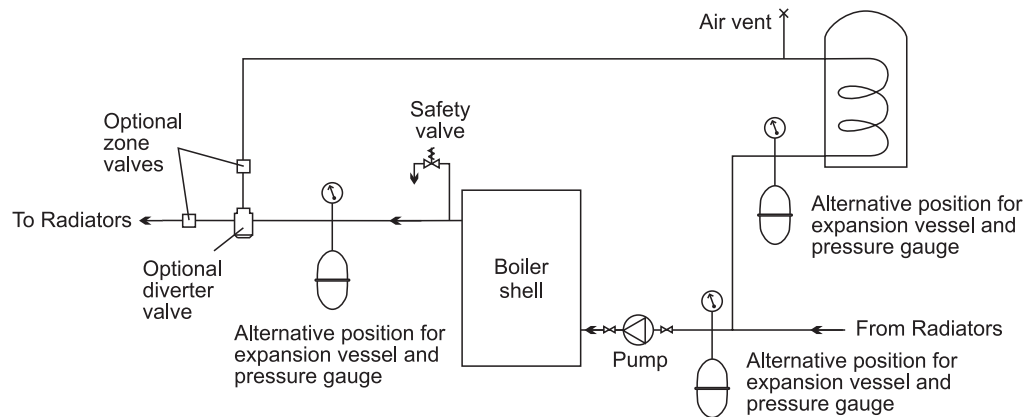 Air vent
Safety
valve
Optional
zone
valves
To Radiators
Alternative position for
expansion vessel and
pressure gauge
Optional
diverter
valve
Boiler
shell
Alternative position for
expansion vessel and
pressure gauge
From Radiators
Pump
Alternative position for
expansion vessel and
pressure gauge